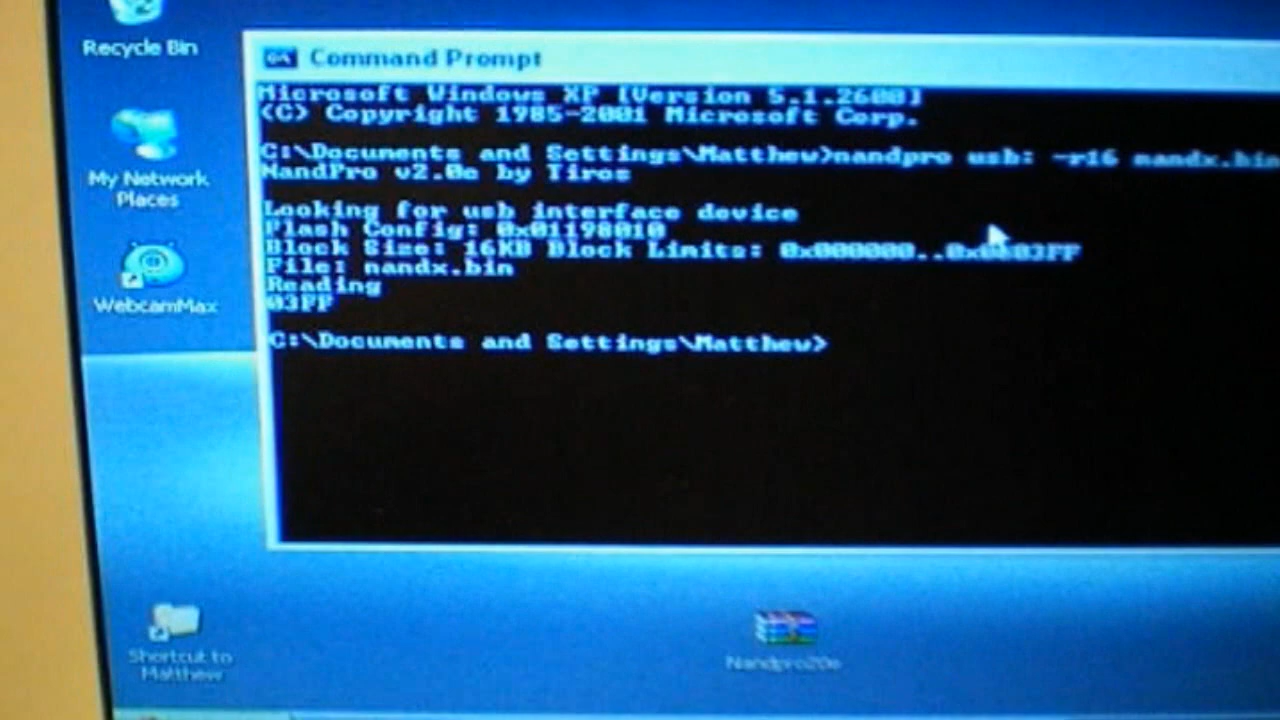 Recycle Bin
My Network
Places
WebcamMax
Shortcut to
Matthew
Nandpro20e
Command Prompt
Microsoft Windows XP [Version 5.1.2600]
(C) Copyright 1985-2001 Microsoft Corp.
C:\Documents and Settings\Matthew>nandpro usb: -r16 nandx.bin
NandPro v2.0e by Tiros
Looking for usb interface device
Flash Config: 0x01198010
Block Size: 16KB Block Limits: 0x000000..0x0003FF
File: nandx.bin
Reading
03FF
C:\Documents and Settings\Matthew>